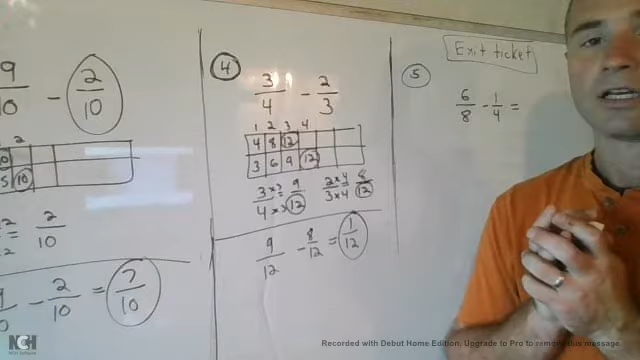 9/10 - 2/10
2
10
5 10
2/10
- 2/10 = 7/10
4
3/4 - 2/3
1 2 3 4
4 8 12
3 6 9 12
3 x 3 = 9
4 x 3 12
2 x 4 8
3 x 4 12
9/12 - 8/12 = 1/12
Exit ticket
5
6/8 - 1/4 =
NCH
Recorded with Debut Home Edition. Upgrade to Pro to remove this message.